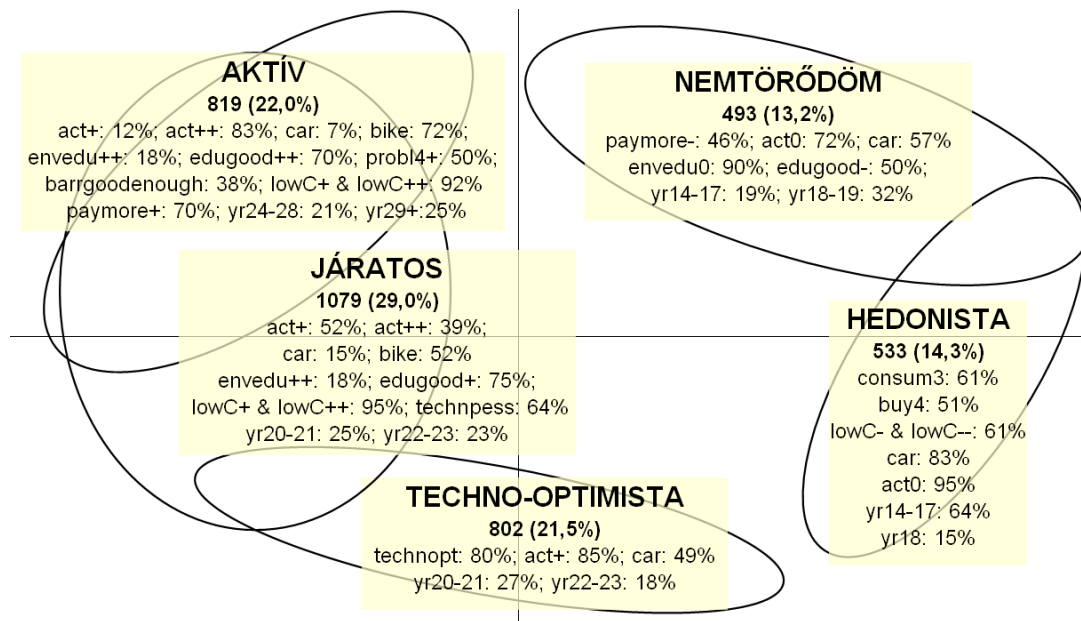 AKTÍV
819 (22,0%)
act+: 12%; act++: 83%; car: 7%; bike: 72%;
envedu++: 18%; edugood++: 70%; probl4+: 50%;
barrgoodenough: 38%; lowC+ & lowC++: 92%
paymore+: 70%; yr24-28: 21%; yr29+:25%
NEMTÖRŐDÖM
493 (13,2%)
paymore-: 46%; act0: 72%; car: 57%
envedu0: 90%; edugood-: 50%;
yr14-17: 19%; yr18-19: 32%
JÁRATOS
1079 (29,0%)
act+: 52%; act++: 39%;
car: 15%; bike: 52%
envedu++: 18%; edugood+: 75%;
lowC+ & lowC++: 95%; technpess: 64%
yr20-21: 25%; yr22-23: 23%
HEDONISTA
533 (14,3%)
consum3: 61%
buy4: 51%
lowC- & lowC--: 61%
car: 83%
act0: 95%
yr14-17: 64%
yr18: 15%
TECHNO-OPTIMISTA
802 (21,5%)
technopt: 80%; act+: 85%; car: 49%
yr20-21: 27%; yr22-23: 18%